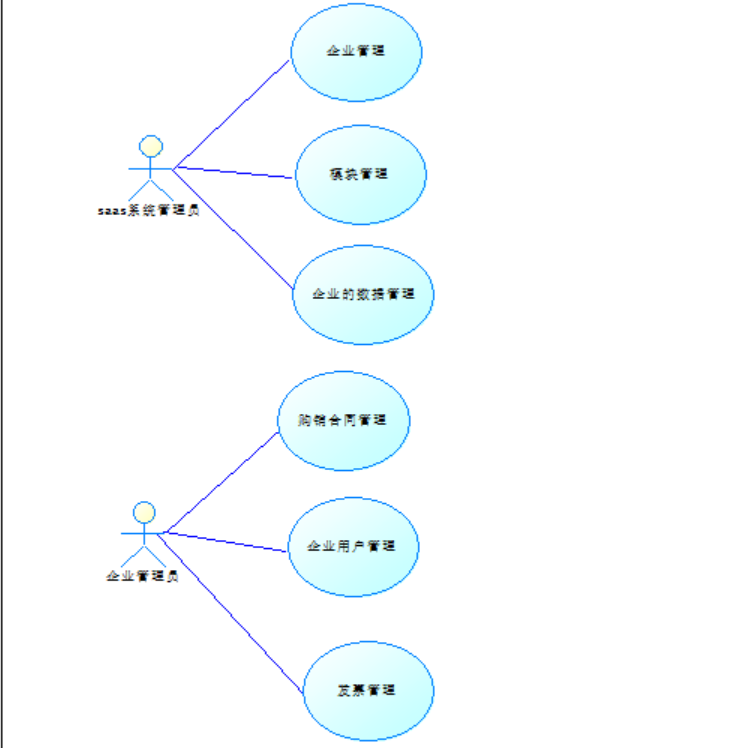 企业管理
模块管理
saas系统管理员
企业的数据管理
购销合同管理
企业用户管理
企业管理员
发票管理